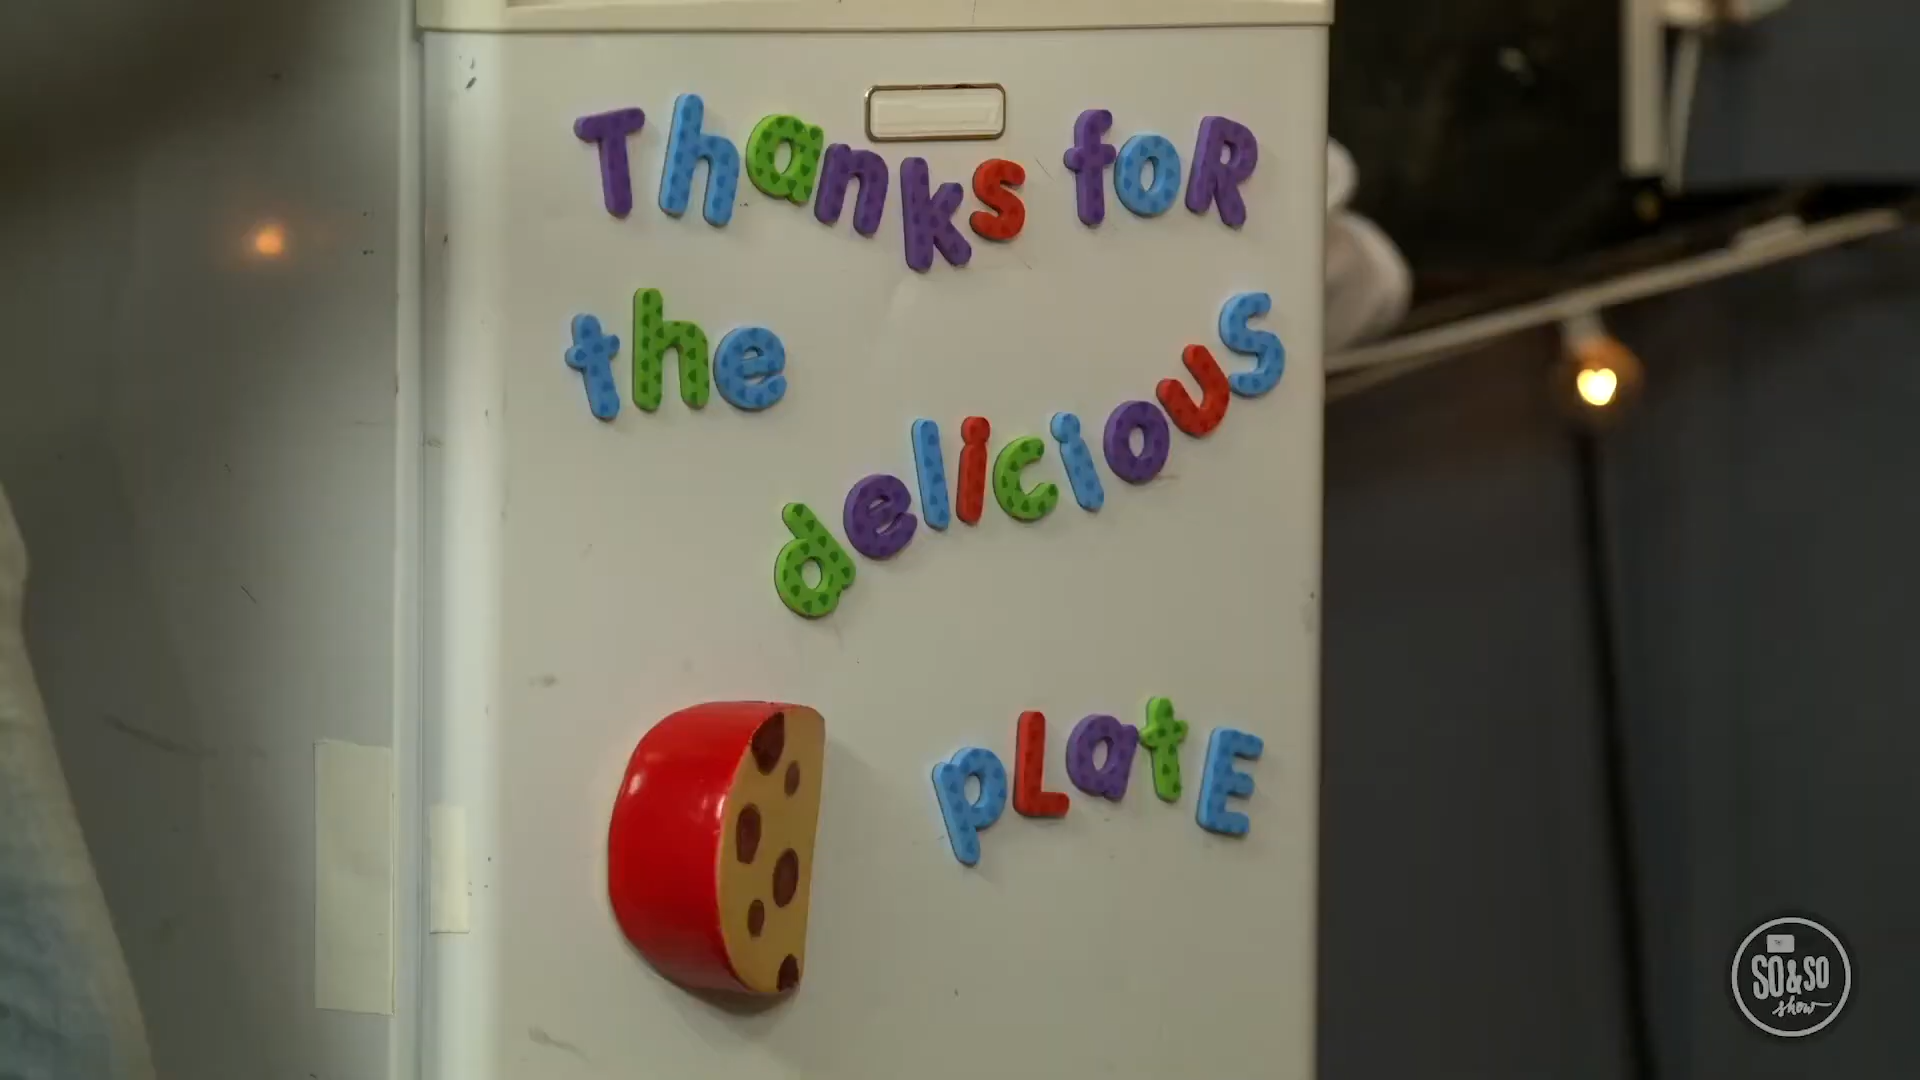 Thanks foR
the
delicious
pLatE
SO & SO
show